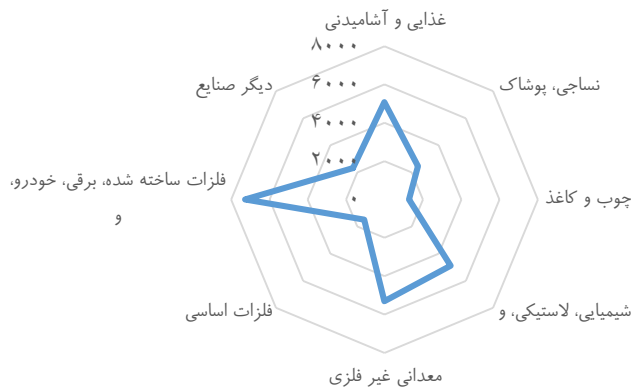 غذایی و آشامیدنی
۸۰۰۰
۶۰۰۰
۴۰۰۰
۲۰۰۰
۰
نساجی، پوشاک
چوب و کاغذ
شیمیایی، لاستیکی، و
معدانی غیر فلزی
فلزات اساسی
فلزات ساخته شده، برقی، خودرو،
و
دیگر صنایع